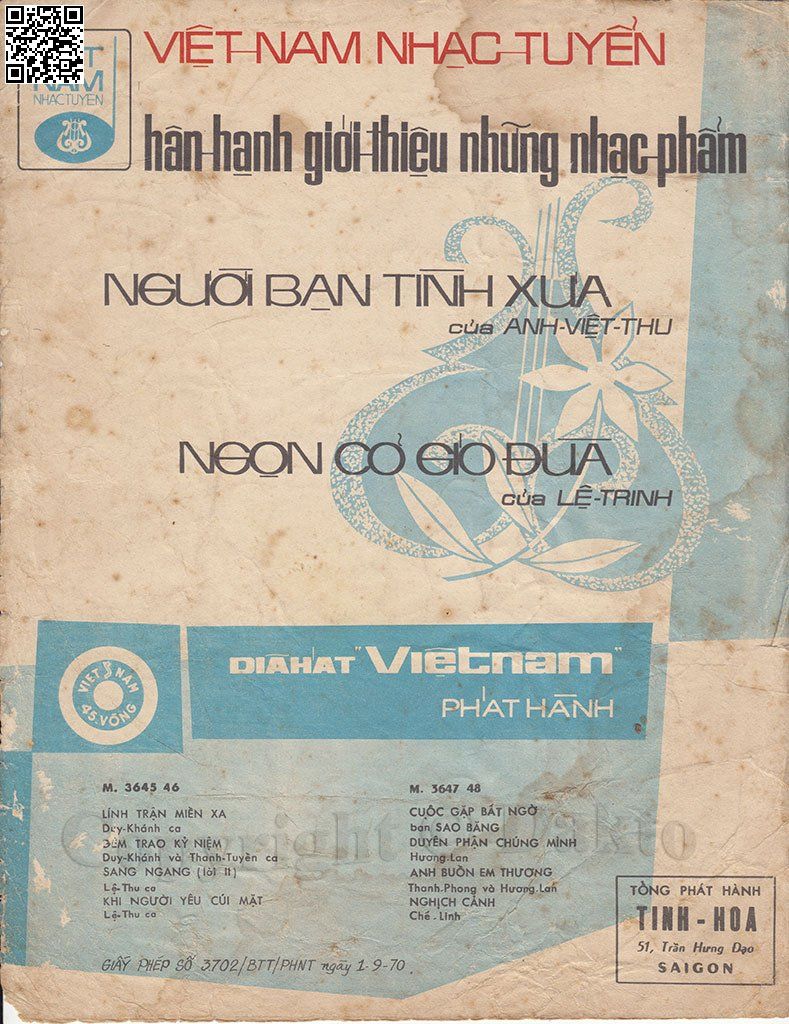 VIỆT-NAM NHẠC-TUYỂN
NAM
NHẠC TUYỂN
hân-hạnh giới-thiệu những nhạc-phẩm
NGƯỜI BẠN TÌNH XƯA
của ANH-VIỆT-THU
NGỌN CỎ GIÓ ĐÙA
của LỆ-TRINH
VIỆT NAM
45.VÒNG
DIÃHÁT "Việtnam"
PHÁT HÀNH
M. 3645 46
LÍNH TRẬN MIỀN XA
Duy-Khánh ca
ĐÊM TRAO KỶ NIỆM
Duy-Khánh và Thanh-Tuyền ca
SANG NGANG (lời II)
Lệ-Thu ca
KHI NGƯỜI YÊU CÚI MẶT
Lệ-Thu ca
M. 3647 48
CUỘC GẶP BẤT NGỜ
ban SAO BĂNG
DUYÊN PHẬN CHÚNG MÌNH
Hương.Lan
ANH BUỒN EM THƯƠNG
Thanh.Phong và Hương.Lan
NGHỊCH CẢNH
Chế-Linh
Copyright
TỔNG PHÁT HÀNH
TINH-HOA
51, Trần Hưng Đạo
SAIGON
GIẤY PHÉP SỐ 3702/BTT/PHNT ngày 1-9-70.